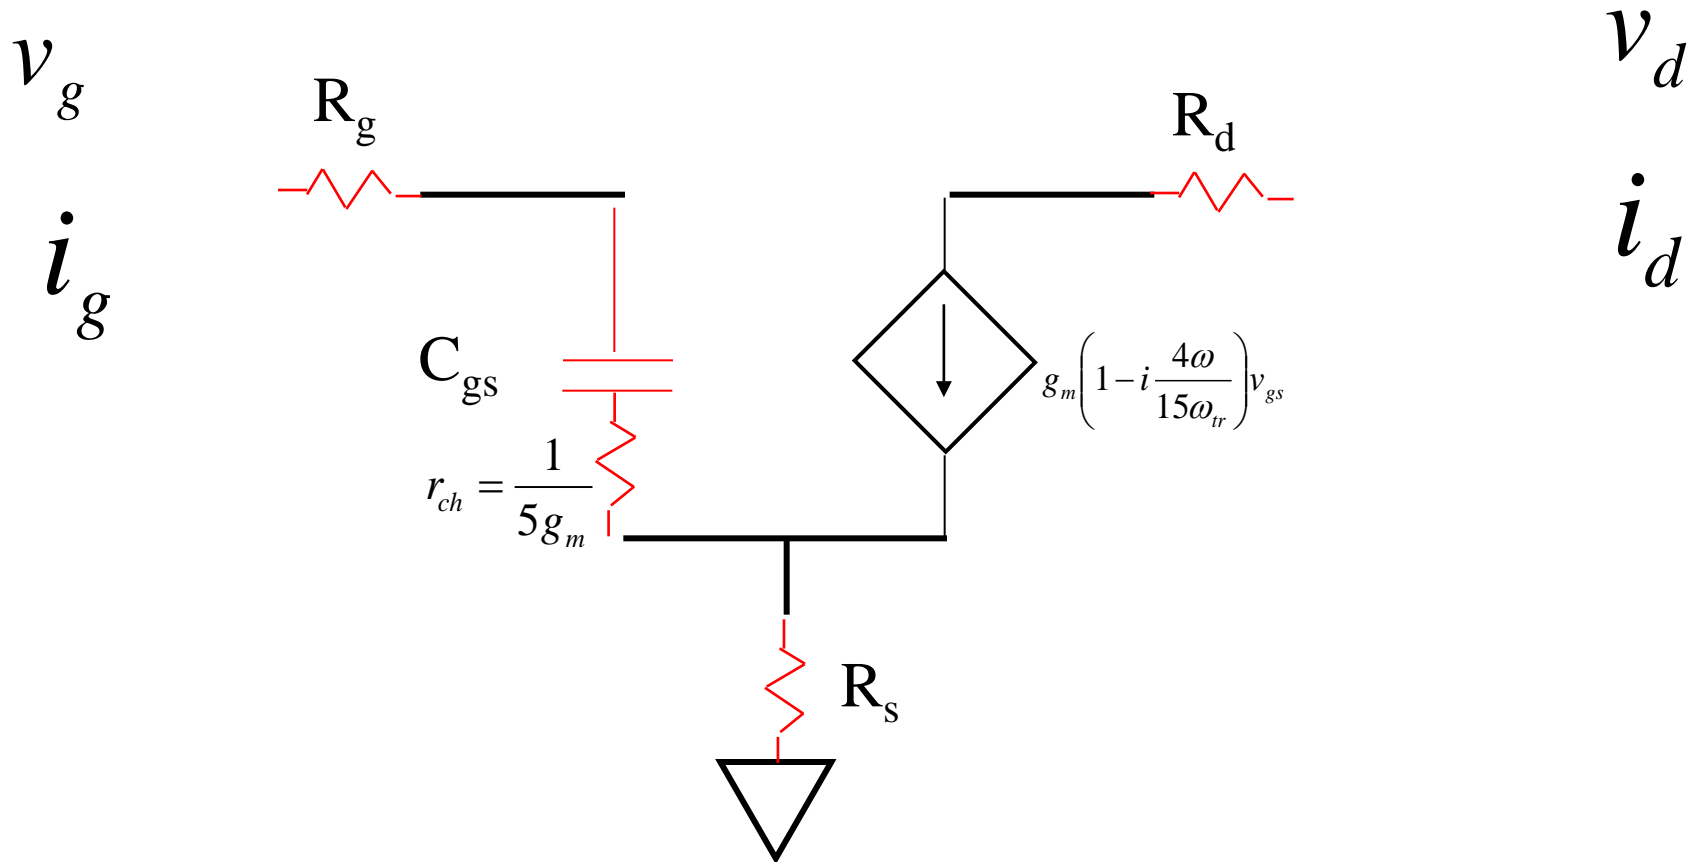 v_g
v_d
R_g
R_d
i_g
i_d
C_gs
g_m(1 − i 4ω/15ω_tr)v_gs
r_ch = 1/5g_m
R_s